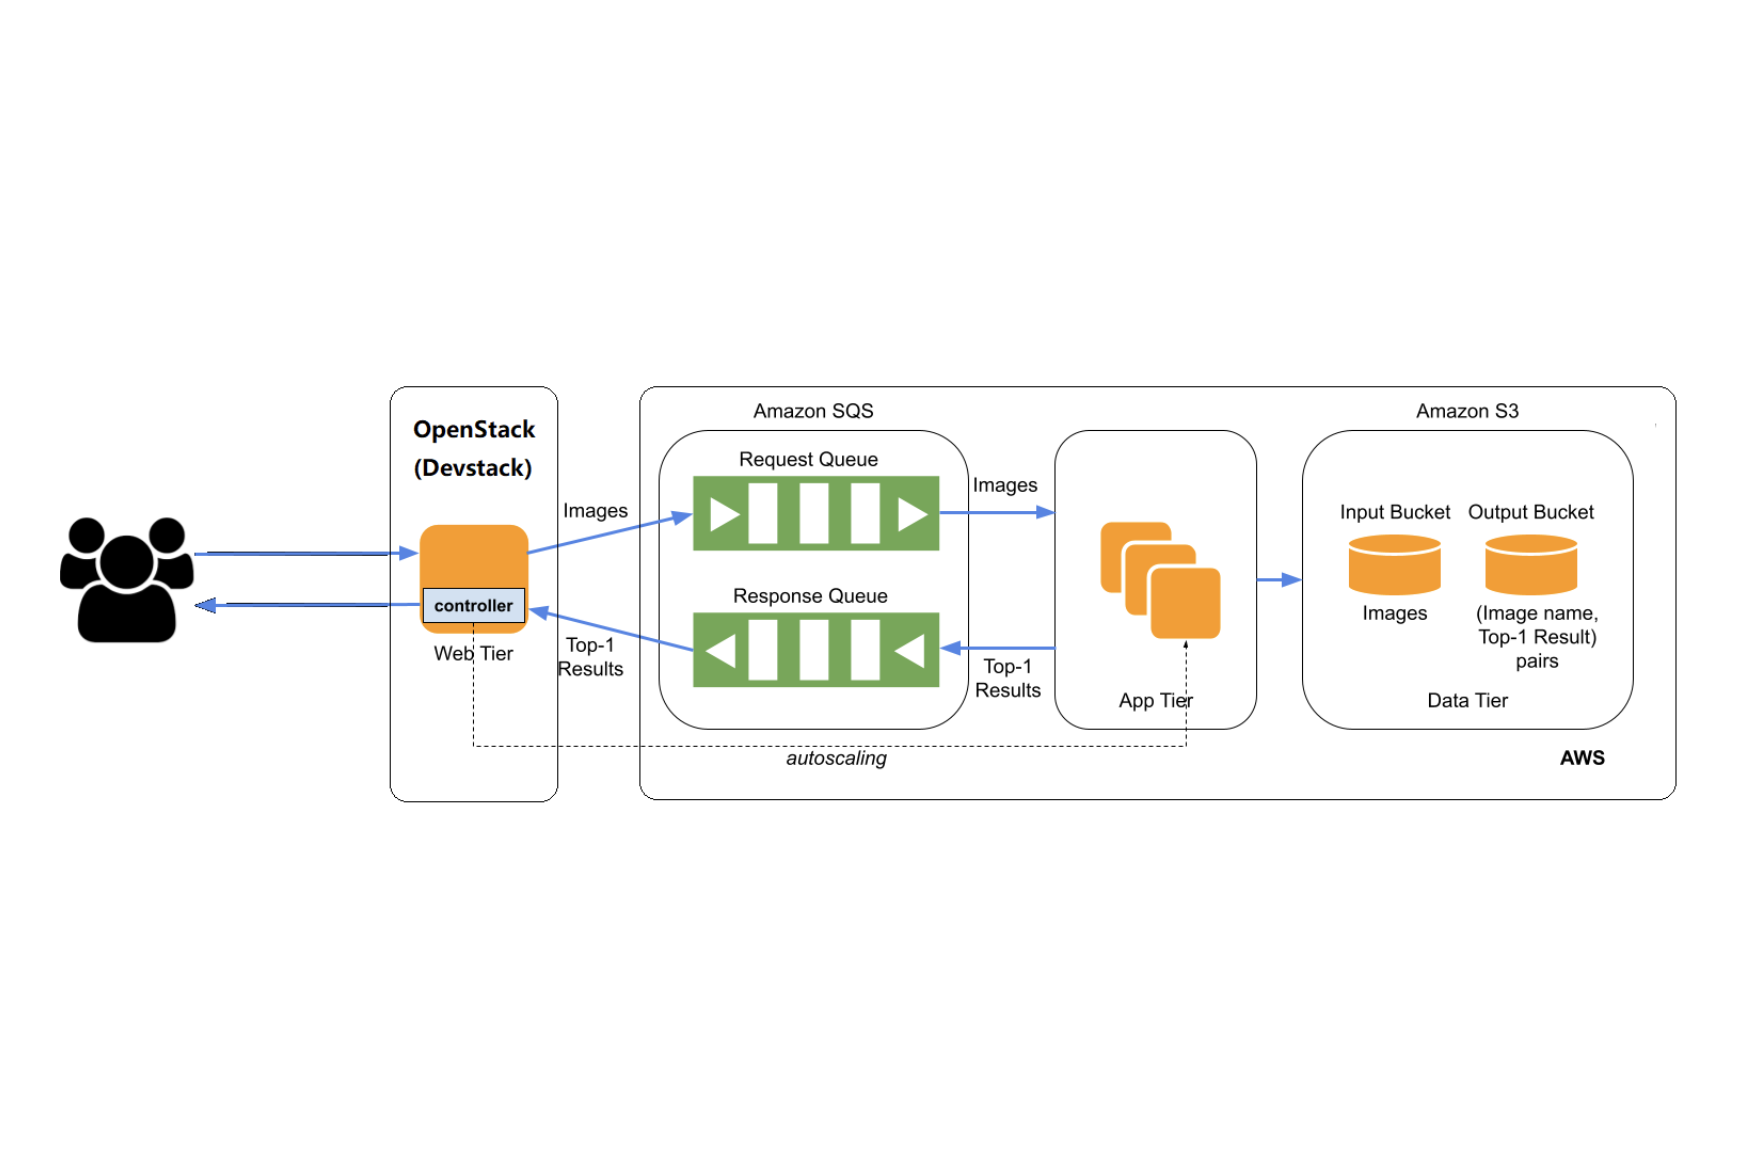 OpenStack
(Devstack)
controller
Web Tier
Images
Top-1
Results
Amazon SQS
Request Queue
Response Queue
Images
Top-1
Results
autoscaling
App Tier
Amazon S3
Input Bucket
Output Bucket
Images
(Image name,
Top-1 Result)
pairs
Data Tier
AWS